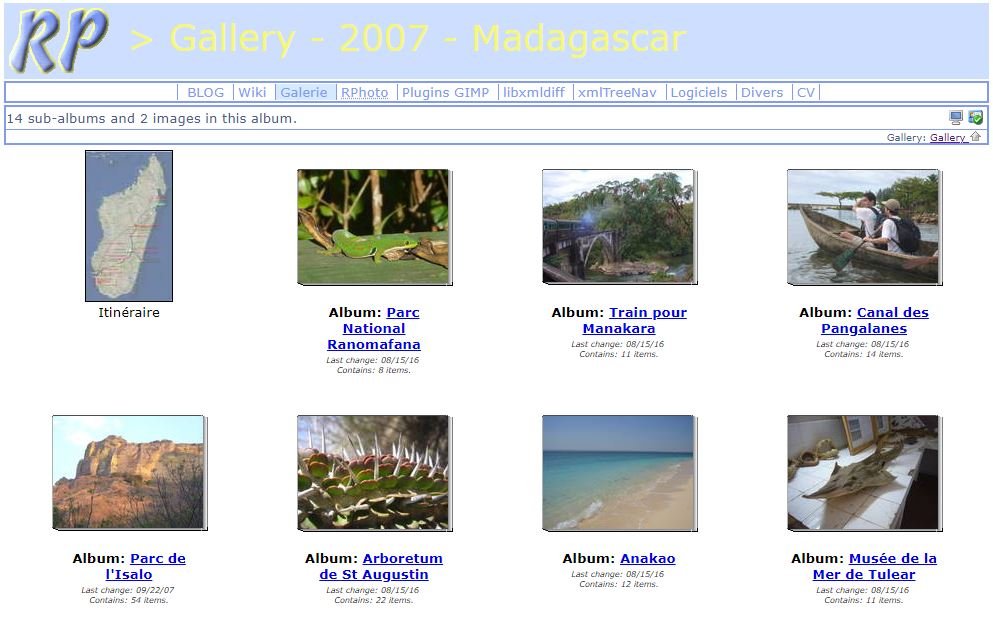 RP > Gallery - 2007 - Madagascar
BLOG Wiki Galerie RPhoto Plugins GIMP libxmldiff xmlTreeNav Logiciels Divers CV
14 sub-albums and 2 images in this album.
Gallery: Gallery
Itinéraire
Album: Parc
National
Ranomafana
Last change: 08/15/16
Contains: 8 items.
Album: Train pour
Manakara
Last change: 08/15/16
Contains: 11 items.
Album: Canal des
Pangalanes
Last change: 08/15/16
Contains: 14 items.
Album: Parc de
l'Isalo
Last change: 09/22/07
Contains: 54 items.
Album: Arboretum
de St Augustin
Last change: 08/15/16
Contains: 22 items.
Album: Anakao
Last change: 08/15/16
Contains: 12 items.
Album: Musée de la
Mer de Tulear
Last change: 08/15/16
Contains: 11 items.